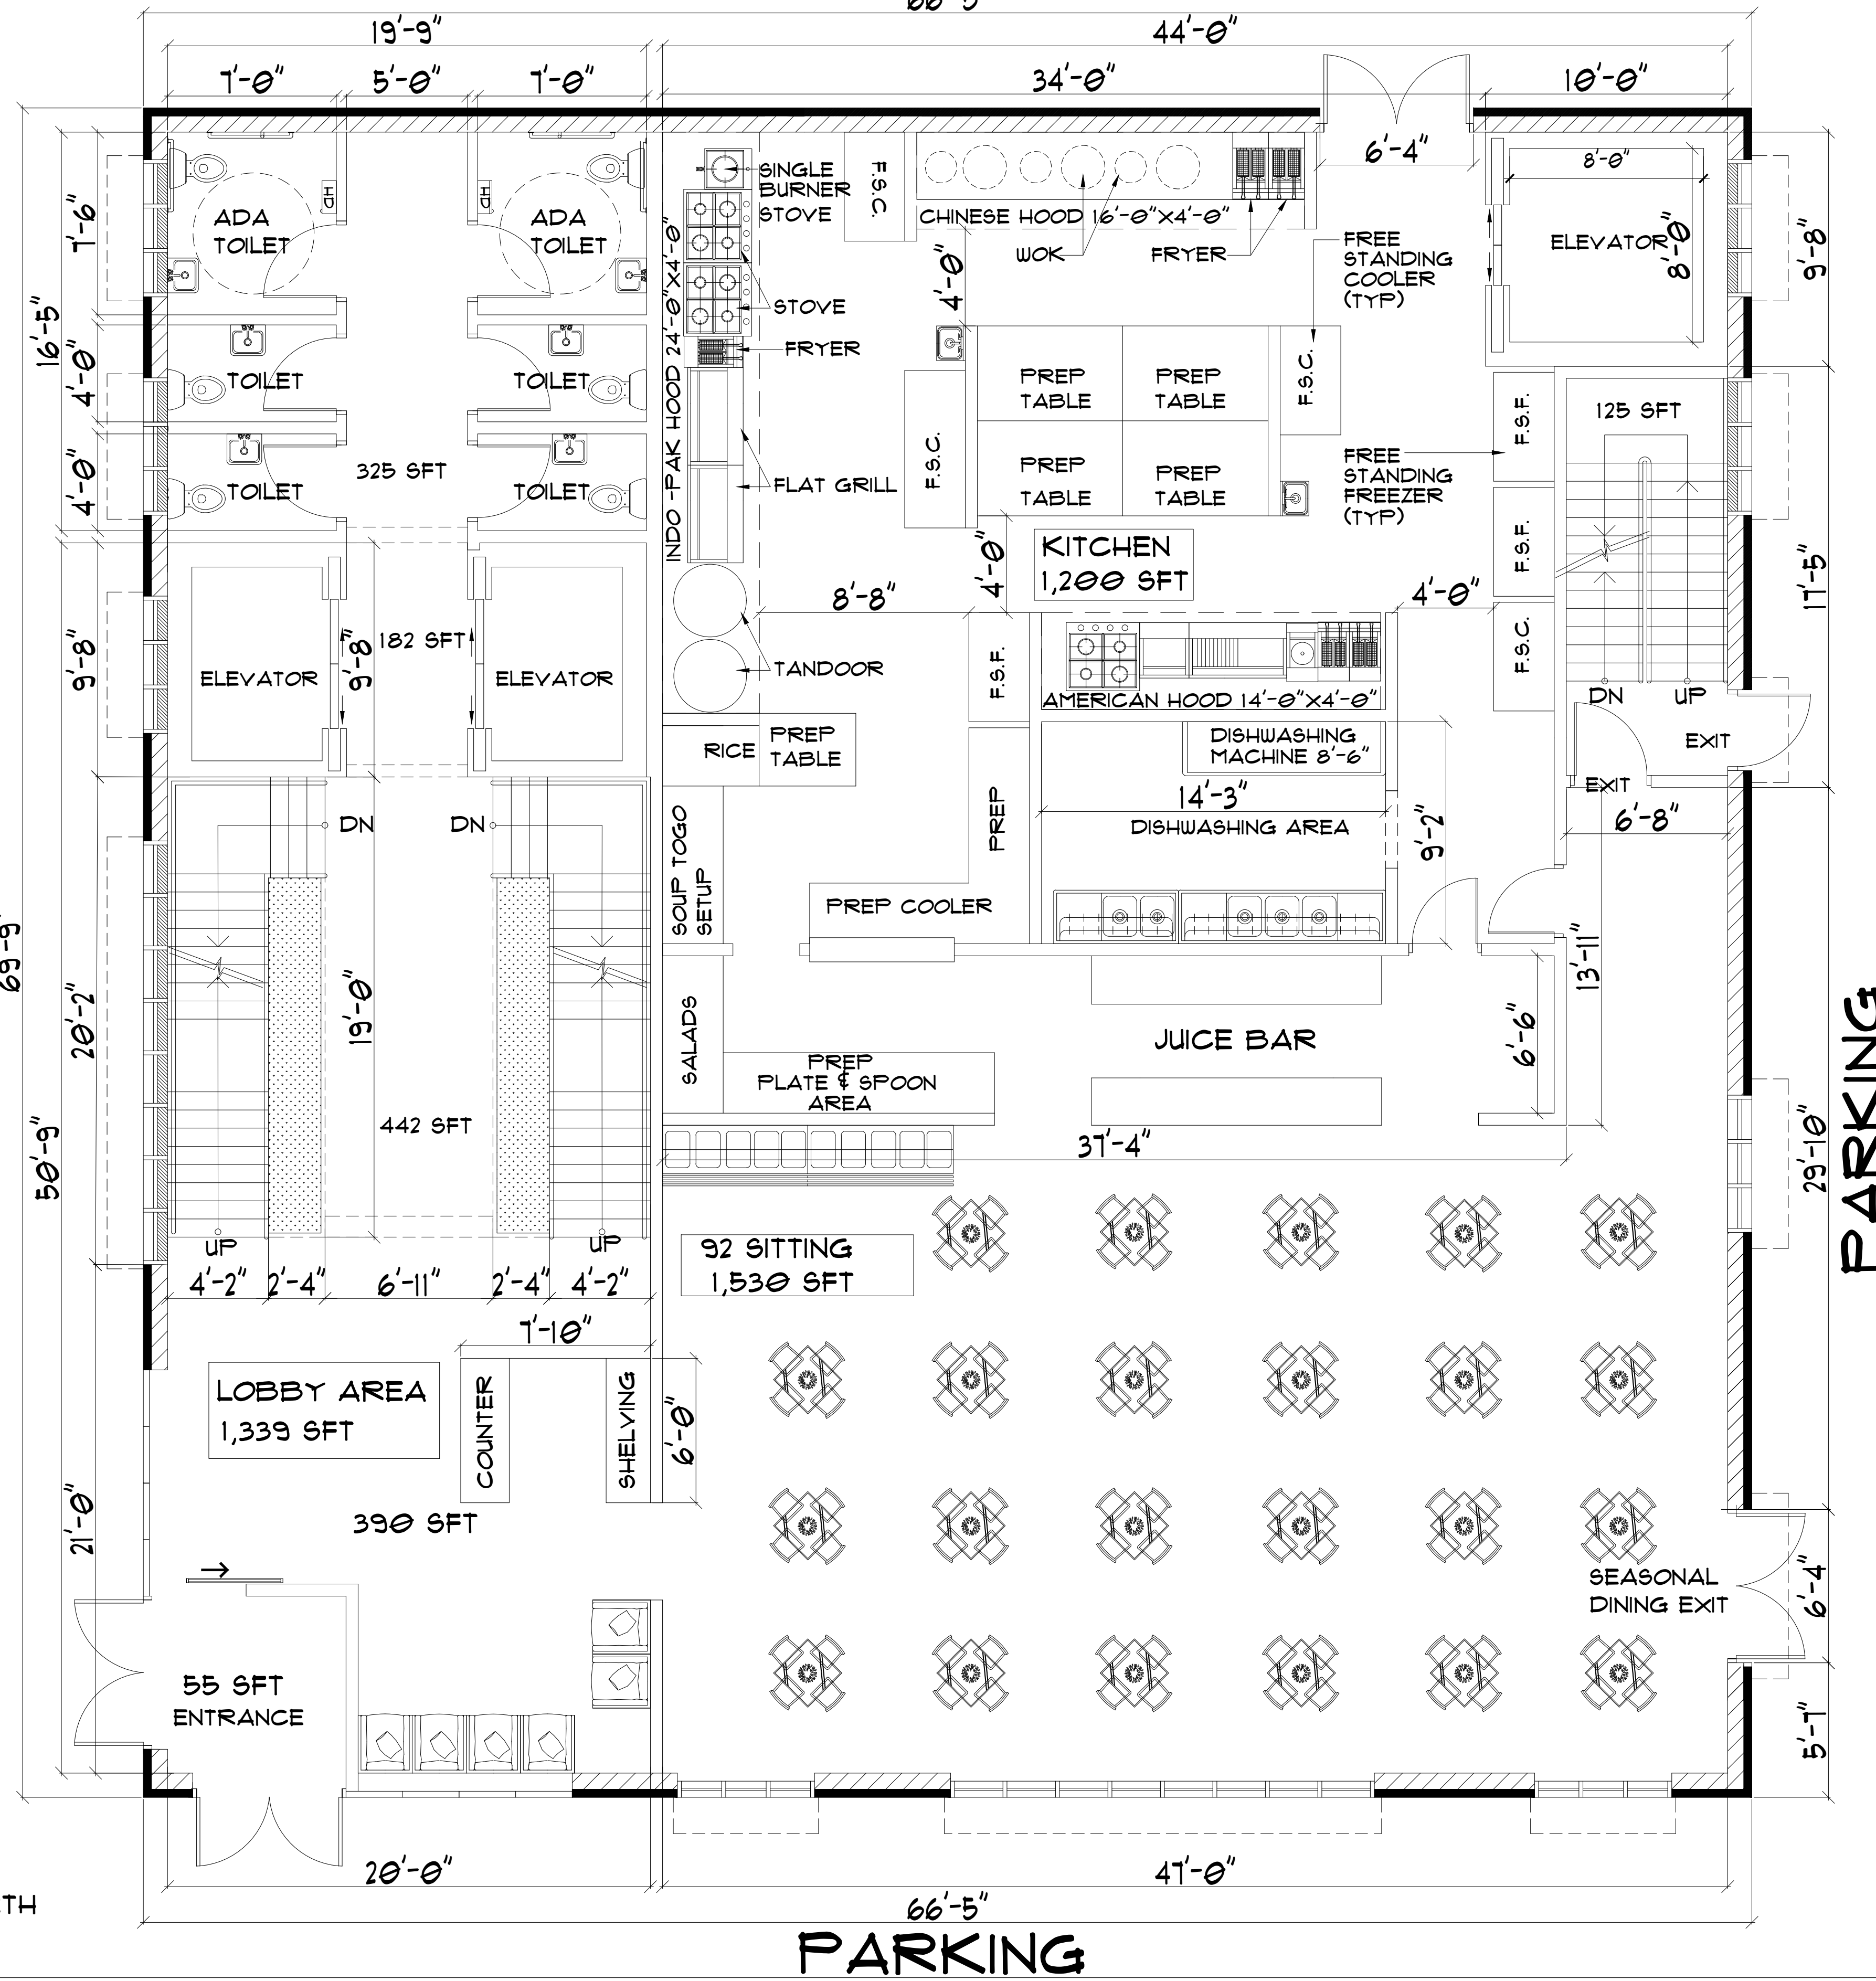 66'-5"
19'-9"
44'-0"
7'-0"
5'-0"
7'-0"
34'-0"
10'-0"
6'-4"
8'-0"
8'-0"
ELEVATOR
9'-8"
7'-6"
16'-5"
4'-0"
4'-0"
ADA
TOILET
HD
HD
ADA
TOILET
TOILET
TOILET
TOILET
TOILET
325 SFT
SINGLE
BURNER
STOVE
STOVE
FRYER
FLAT GRILL
INDO-PAK HOOD 24'-0"X4'-0"
F.S.C.
CHINESE HOOD 16'-0"X4'-0"
WOK
FRYER
4'-0"
FREE
STANDING
COOLER
(TYP)
PREP
TABLE
PREP
TABLE
PREP
TABLE
PREP
TABLE
F.S.C.
F.S.C.
FREE
STANDING
FREEZER
(TYP)
F.S.F.
F.S.F.
F.S.C.
125 SFT
17'-5"
KITCHEN
1,200 SFT
4'-0"
8'-8"
4'-0"
9'-8"
ELEVATOR
182 SFT
9'-8"
ELEVATOR
TANDOOR
RICE
PREP
TABLE
F.S.F.
AMERICAN HOOD 14'-0"X4'-0"
DISHWASHING
MACHINE 8'-6"
14'-3"
DISHWASHING AREA
9'-2"
DN
UP
EXIT
EXIT
6'-8"
DN
DN
SOUP TOGO
SETUP
PREP
PREP COOLER
13'-11"
69'-9"
20'-2"
50'-9"
19'-0"
442 SFT
SALADS
PREP
PLATE & SPOON
AREA
JUICE BAR
6'-6"
37'-4"
29'-10"
PARKING
UP
UP
4'-2"
2'-4"
6'-11"
2'-4"
4'-2"
92 SITTING
1,530 SFT
7'-10"
LOBBY AREA
1,339 SFT
COUNTER
SHELVING
6'-0"
390 SFT
21'-0"
SEASONAL
DINING EXIT
6'-4"
55 SFT
ENTRANCE
5'-7"
20'-0"
47'-0"
66'-5"
TH
PARKING